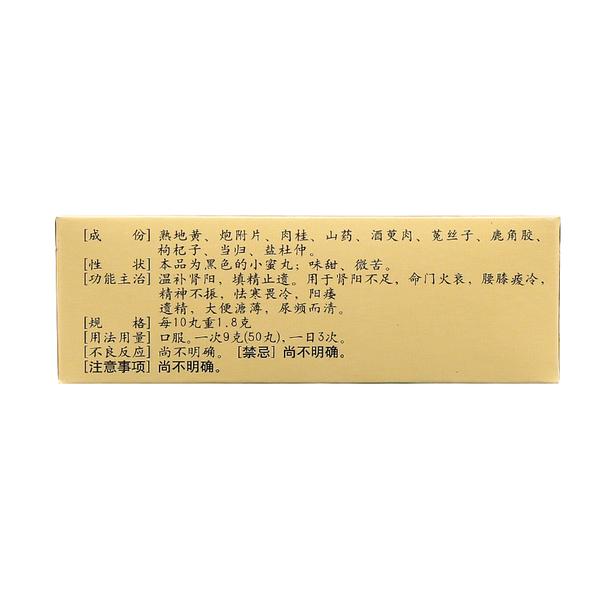 [成　份] 熟地黄、炮附片、肉桂、山药、酒萸肉、菟丝子、鹿角胶、
枸杞子、当归、盐杜仲。
[性　状] 本品为黑色的小蜜丸；味甜、微苦。
[功能主治] 温补肾阳，填精止遗。用于肾阳不足，命门火衰，腰膝痠冷，
精神不振，怯寒畏冷，阳痿
遗精，大便溏薄，尿频而清。
[规　格] 每10丸重1.8克
[用法用量] 口服。一次9克(50丸)，一日3次。
[不良反应] 尚不明确。 [禁忌] 尚不明确。
[注意事项] 尚不明确。